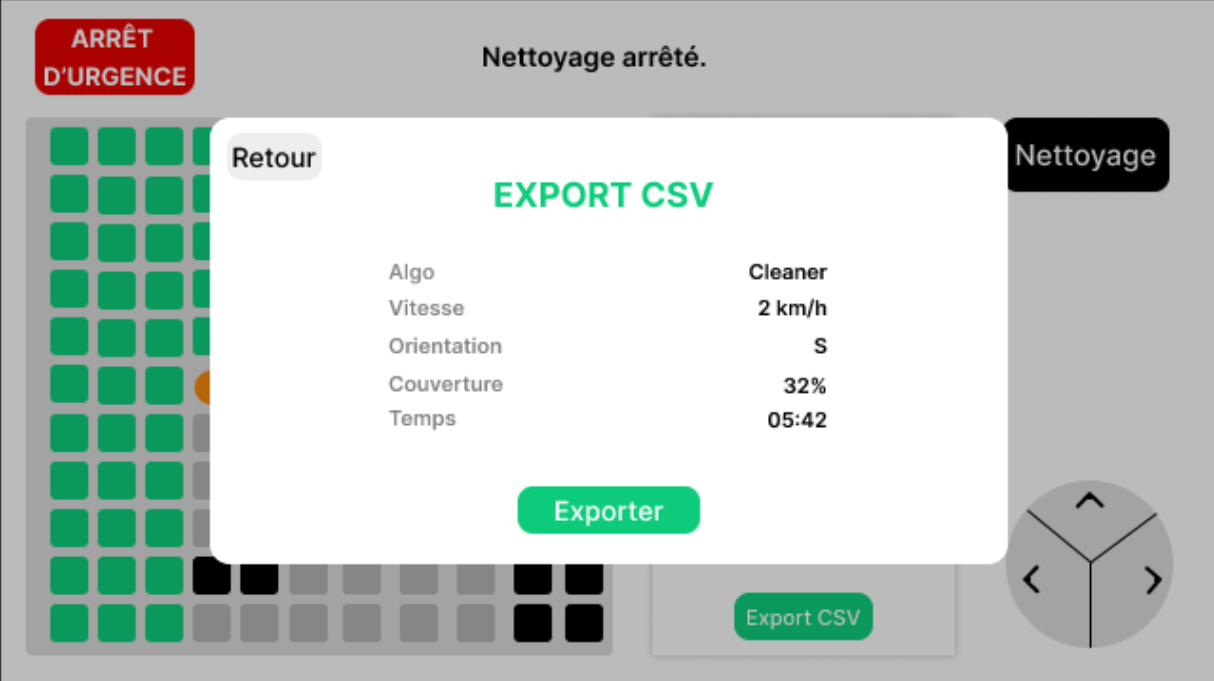 ARRÊT
D'URGENCE
Nettoyage arrêté.
Retour
Nettoyage
EXPORT CSV
Algo Cleaner
Vitesse 2 km/h
Orientation S
Couverture 32%
Temps 05:42
Exporter
Export CSV